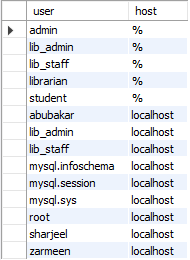 user host
admin %
lib_admin %
lib_staff %
librarian %
student %
abubakar localhost
lib_admin localhost
lib_staff localhost
mysql.infoschema localhost
mysql.session localhost
mysql.sys localhost
root localhost
sharjeel localhost
zarmeen localhost